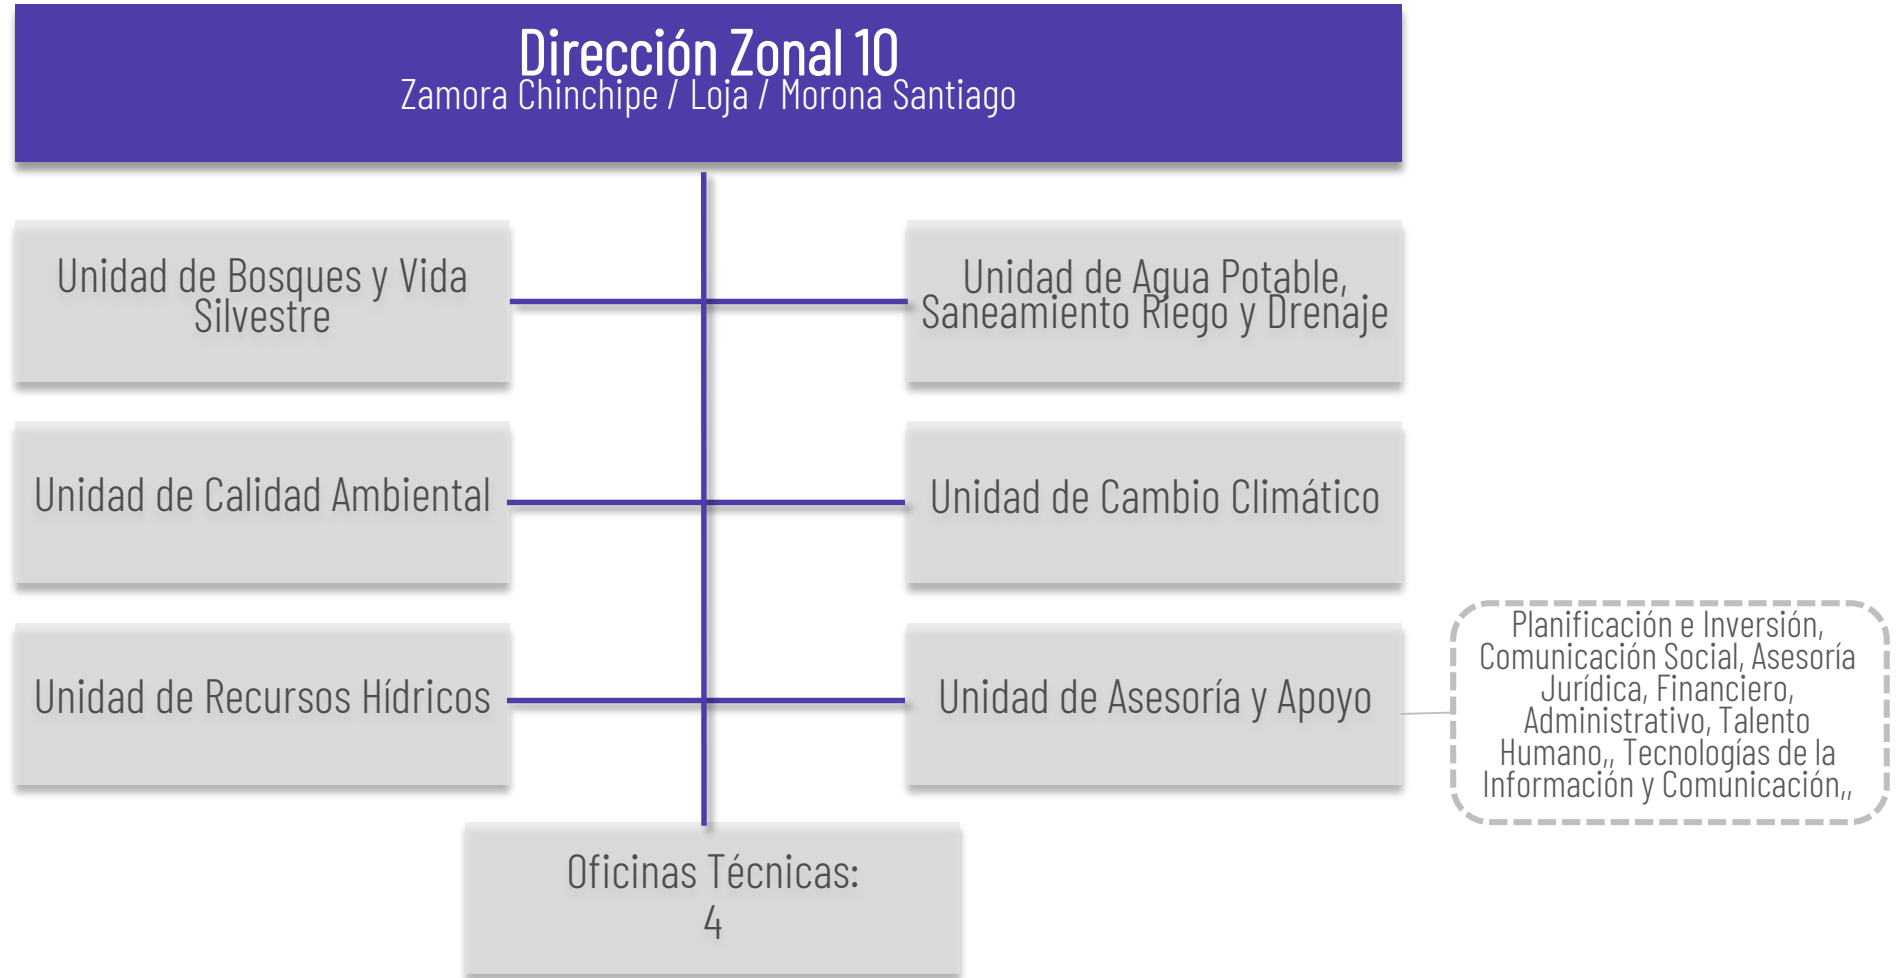 Dirección Zonal 10
Zamora Chinchipe / Loja / Morona Santiago
Unidad de Bosques y Vida
Silvestre
Unidad de Agua Potable,
Saneamiento Riego y Drenaje
Unidad de Calidad Ambiental
Unidad de Cambio Climático
Unidad de Recursos Hídricos
Unidad de Asesoría y Apoyo
Planificación e Inversión,
Comunicación Social, Asesoría
Jurídica, Financiero,
Administrativo, Talento
Humano,, Tecnologías de la
Información y Comunicación,,
Oficinas Técnicas:
4